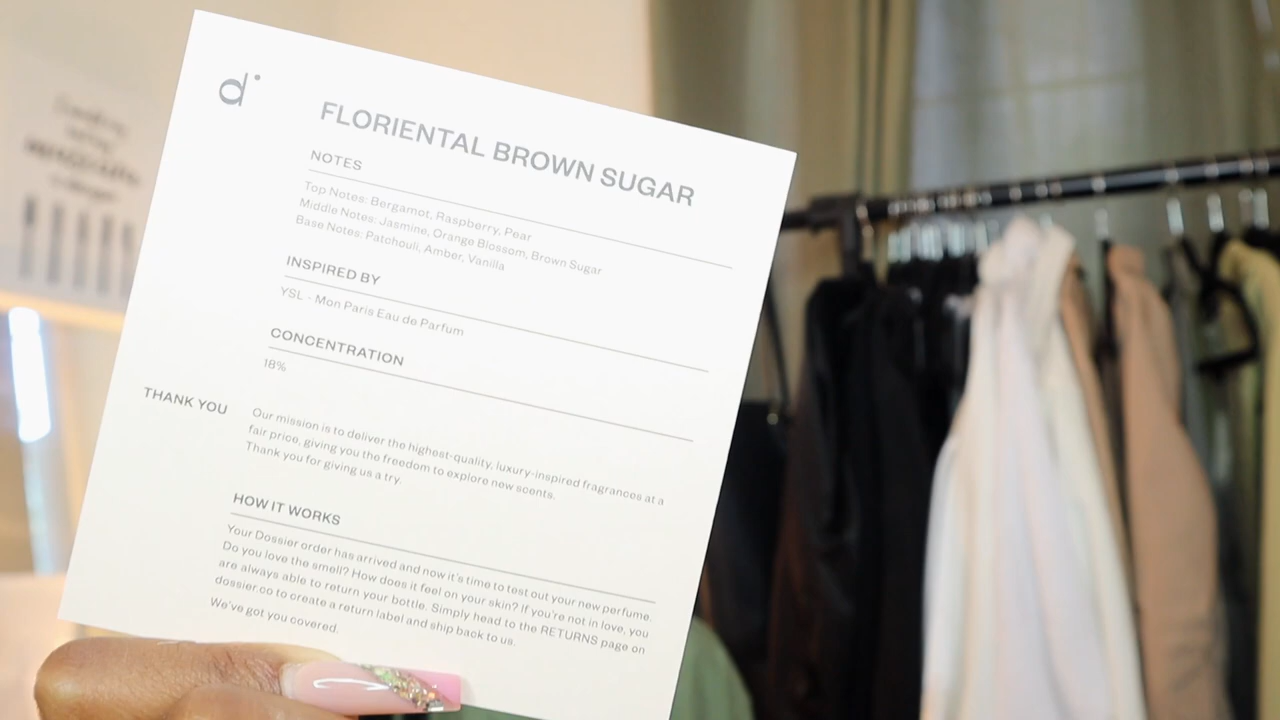 d°
FLORIENTAL BROWN SUGAR
NOTES
Top Notes: Bergamot, Raspberry, Pear
Middle Notes: Jasmine, Orange Blossom, Brown Sugar
Base Notes: Patchouli, Amber, Vanilla
INSPIRED BY
YSL - Mon Paris Eau de Parfum
CONCENTRATION
18%
THANK YOU
Our mission is to deliver the highest-quality, luxury-inspired fragrances at a
fair price, giving you the freedom to explore new scents.
Thank you for giving us a try.
HOW IT WORKS
Your Dossier order has arrived and now it's time to test out your new perfume.
Do you love the smell? How does it feel on your skin? If you're not in love, you
are always able to return your bottle. Simply head to the RETURNS page on
dossier.co to create a return label and ship back to us.
We've got you covered.